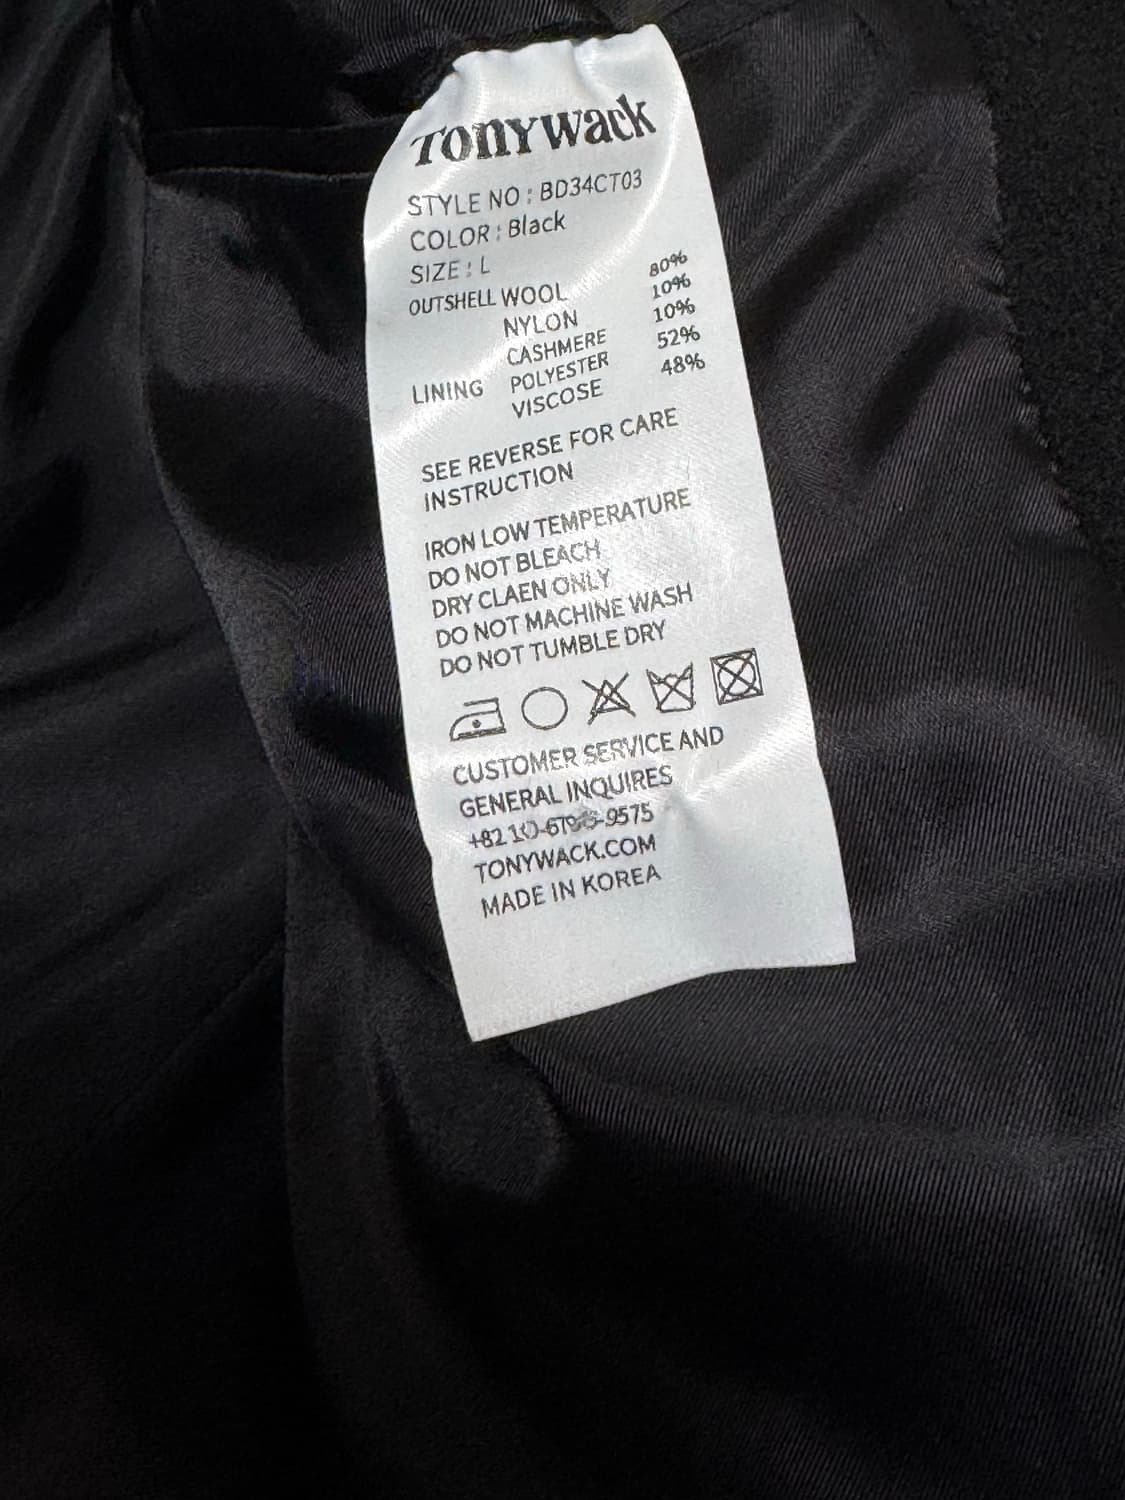 TONYWACK
STYLE NO : BD34CT03
COLOR : Black
SIZE : L
OUTSHELL WOOL 80%
NYLON 10%
CASHMERE 10%
LINING POLYESTER 52%
VISCOSE 48%
SEE REVERSE FOR CARE
INSTRUCTION
IRON LOW TEMPERATURE
DO NOT BLEACH
DRY CLAEN ONLY
DO NOT MACHINE WASH
DO NOT TUMBLE DRY
CUSTOMER SERVICE AND
GENERAL INQUIRES
+82
TONYWACK.COM
MADE IN KOREA